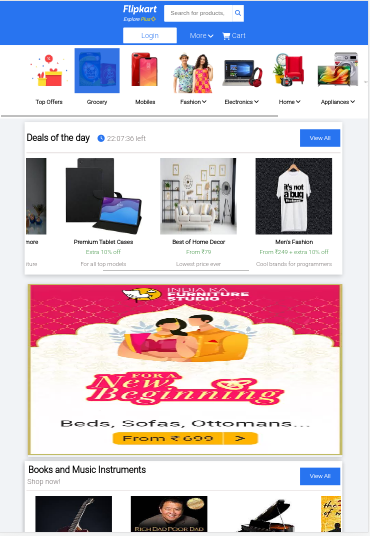 Flipkart
Explore Plus
Search for products,
Login
More
Cart
Top Offers
Grocery
Mobiles
Fashion
Electronics
Home
Appliances
Deals of the day
22:07:36 left
View All
more
Premium Tablet Cases
Best of Home Decor
Men's Fashion
Extra 10% off
From ₹79
From ₹249 + extra 10% off
ture
For all top models
Lowest price ever
Cool brands for programmers
it's not
a bug
INDIA KA
FURNITURE
STUDIO
FOR A
New
Beginning
Beds, Sofas, Ottomans...
From ₹699 >
Books and Music Instruments
Shop now!
View All
RICH DAD POOR DAD